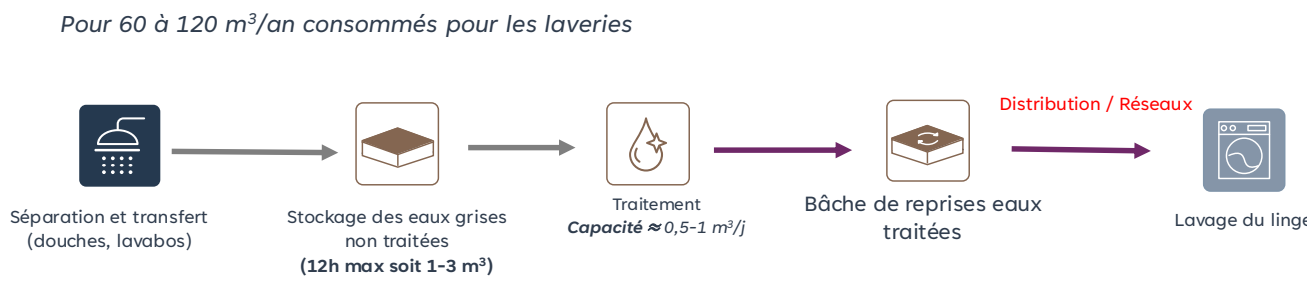 Pour 60 à 120 m³/an consommés pour les laveries
Distribution / Réseaux
Séparation et transfert
(douches, lavabos)
Stockage des eaux grises
non traitées
(12h max soit 1-3 m³)
Traitement
Capacité ≈ 0,5-1 m³/j
Bâche de reprises eaux
traitées
Lavage du linge